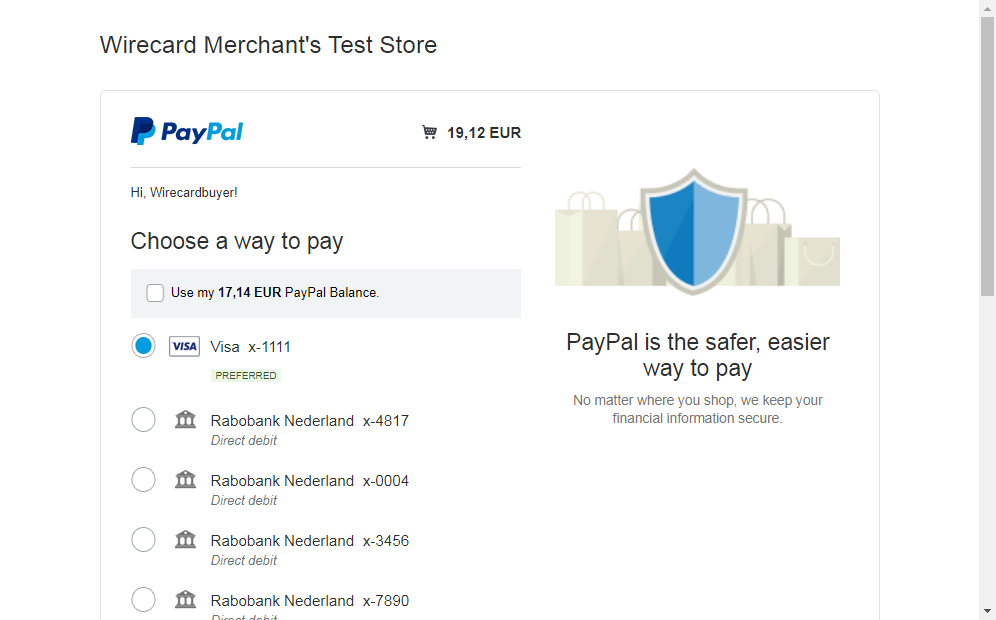 Wirecard Merchant's Test Store
PayPal
19,12 EUR
Hi, Wirecardbuyer!
Choose a way to pay
Use my 17,14 EUR PayPal Balance.
VISA Visa x-1111
PREFERRED
Rabobank Nederland x-4817
Direct debit
Rabobank Nederland x-0004
Direct debit
Rabobank Nederland x-3456
Direct debit
Rabobank Nederland x-7890
Direct debit
PayPal is the safer, easier
way to pay
No matter where you shop, we keep your
financial information secure.